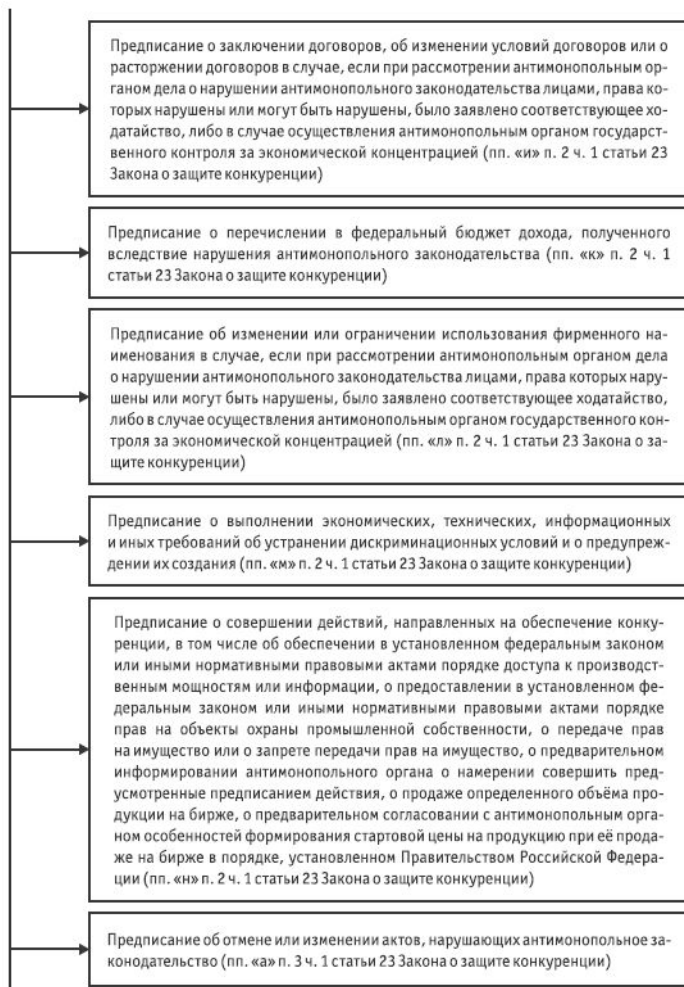 Предписание о заключении договоров, об изменении условий договоров или о
расторжении договоров в случае, если при рассмотрении антимонопольным ор-
ганом дела о нарушении антимонопольного законодательства лицами, права ко-
торых нарушены или могут быть нарушены, было заявлено соответствующее хо-
датайство, либо в случае осуществления антимонопольным органом государст-
венного контроля за экономической концентрацией (пп. «и» п. 2 ч. 1 статьи 23
Закона о защите конкуренции)
Предписание о перечислении в федеральный бюджет дохода, полученного
вследствие нарушения антимонопольного законодательства (пп. «к» п. 2 ч. 1
статьи 23 Закона о защите конкуренции)
Предписание об изменении или ограничении использования фирменного на-
именования в случае, если при рассмотрении антимонопольным органом дела
о нарушении антимонопольного законодательства лицами, права которых нару-
шены или могут быть нарушены, было заявлено соответствующее ходатайство,
либо в случае осуществления антимонопольным органом государственного кон-
троля за экономической концентрацией (пп. «л» п. 2 ч. 1 статьи 23 Закона о за-
щите конкуренции)
Предписание о выполнении экономических, технических, информационных
и иных требований об устранении дискриминационных условий и о предупреж-
дении их создания (пп. «м» п. 2 ч. 1 статьи 23 Закона о защите конкуренции)
Предписание о совершении действий, направленных на обеспечение конку-
ренции, в том числе об обеспечении в установленном федеральным законом
или иными нормативными правовыми актами порядке доступа к производст-
венным мощностям или информации, о предоставлении в установленном фе-
деральным законом или иными нормативными правовыми актами порядке
прав на объекты охраны промышленной собственности, о передаче прав
на имущество или о запрете передачи прав на имущество, о предварительном
информировании антимонопольного органа о намерении совершить пред-
усмотренные предписанием действия, о продаже определенного объёма про-
дукции на бирже, о предварительном согласовании с антимонопольным орга-
ном особенностей формирования стартовой цены на продукцию при её прода-
же на бирже в порядке, установленном Правительством Российской Федера-
ции (пп. «н» п. 2 ч. 1 статьи 23 Закона о защите конкуренции)
Предписание об отмене или изменении актов, нарушающих антимонопольное за-
конодательство (пп. «а» п. 3 ч. 1 статьи 23 Закона о защите конкуренции)